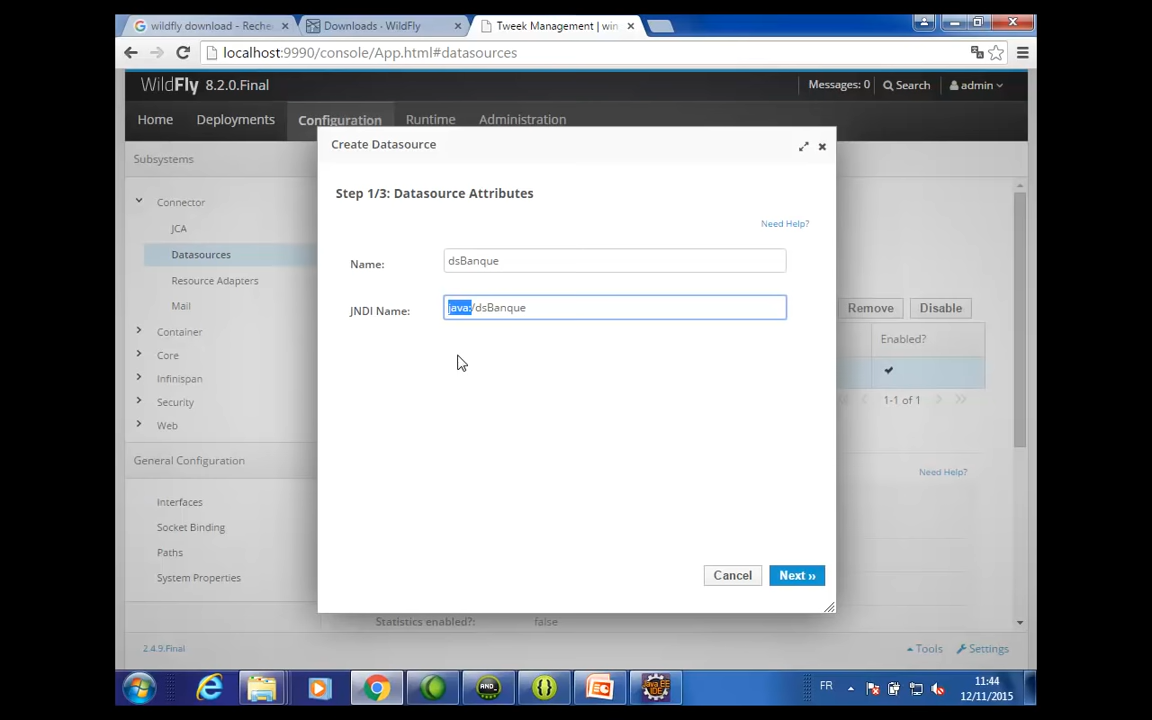 wildfly download - Reche
Downloads · WildFly
Tweek Management | win
localhost:9990/console/App.html#datasources
WildFly 8.2.0.Final
Messages: 0
Search
admin
Home
Deployments
Configuration
Runtime
Administration
Subsystems
Create Datasource
Step 1/3: Datasource Attributes
Need Help?
Connector
JCA
Datasources
Resource Adapters
Mail
Container
Core
Infinispan
Security
Web
Name: dsBanque
JNDI Name: java:/dsBanque
Remove
Disable
Enabled?
1-1 of 1
General Configuration
Need Help?
Interfaces
Socket Binding
Paths
System Properties
Cancel
Next »
Statistics enabled?: false
2.4.9.Final
Tools
Settings
AND_
Java EE
IDE
FR
11:44
12/11/2015